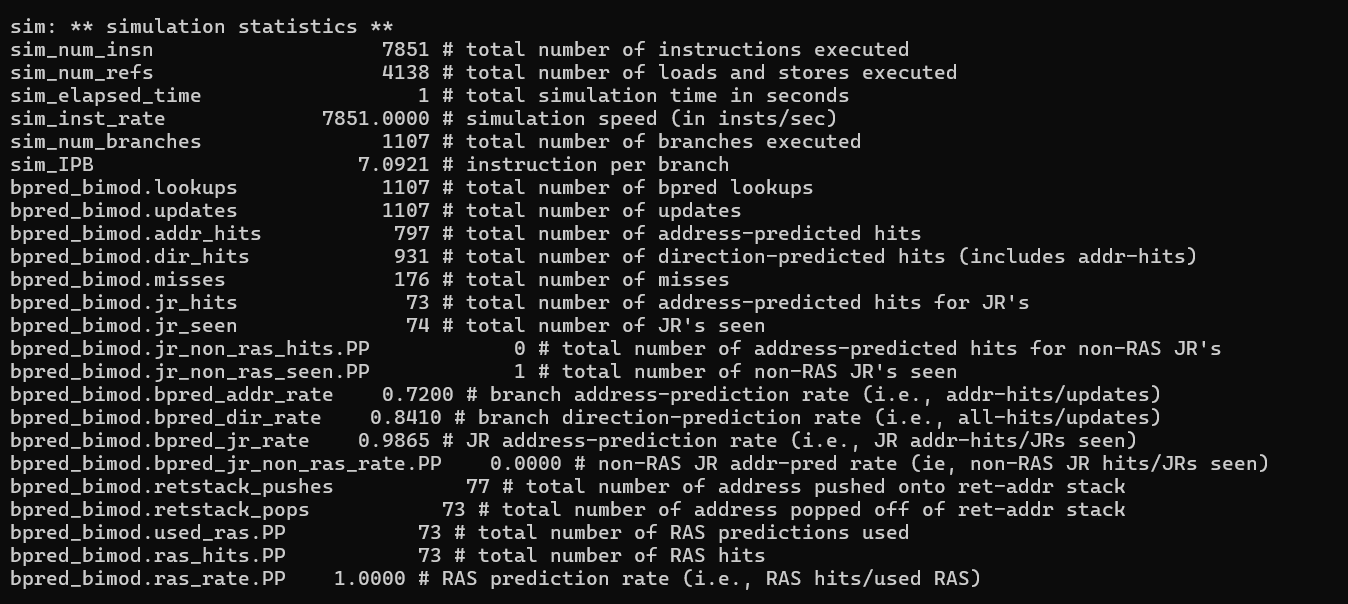 sim: ** simulation statistics **
sim_num_insn                   7851 # total number of instructions executed
sim_num_refs                   4138 # total number of loads and stores executed
sim_elapsed_time                  1 # total simulation time in seconds
sim_inst_rate             7851.0000 # simulation speed (in insts/sec)
sim_num_branches               1107 # total number of branches executed
sim_IPB                      7.0921 # instruction per branch
bpred_bimod.lookups            1107 # total number of bpred lookups
bpred_bimod.updates            1107 # total number of updates
bpred_bimod.addr_hits           797 # total number of address-predicted hits
bpred_bimod.dir_hits            931 # total number of direction-predicted hits (includes addr-hits)
bpred_bimod.misses              176 # total number of misses
bpred_bimod.jr_hits              73 # total number of address-predicted hits for JR's
bpred_bimod.jr_seen              74 # total number of JR's seen
bpred_bimod.jr_non_ras_hits.PP            0 # total number of address-predicted hits for non-RAS JR's
bpred_bimod.jr_non_ras_seen.PP            1 # total number of non-RAS JR's seen
bpred_bimod.bpred_addr_rate    0.7200 # branch address-prediction rate (i.e., addr-hits/updates)
bpred_bimod.bpred_dir_rate    0.8410 # branch direction-prediction rate (i.e., all-hits/updates)
bpred_bimod.bpred_jr_rate    0.9865 # JR address-prediction rate (i.e., JR addr-hits/JRs seen)
bpred_bimod.bpred_jr_non_ras_rate.PP    0.0000 # non-RAS JR addr-pred rate (ie, non-RAS JR hits/JRs seen)
bpred_bimod.retstack_pushes           77 # total number of address pushed onto ret-addr stack
bpred_bimod.retstack_pops           73 # total number of address popped off of ret-addr stack
bpred_bimod.used_ras.PP           73 # total number of RAS predictions used
bpred_bimod.ras_hits.PP           73 # total number of RAS hits
bpred_bimod.ras_rate.PP    1.0000 # RAS prediction rate (i.e., RAS hits/used RAS)